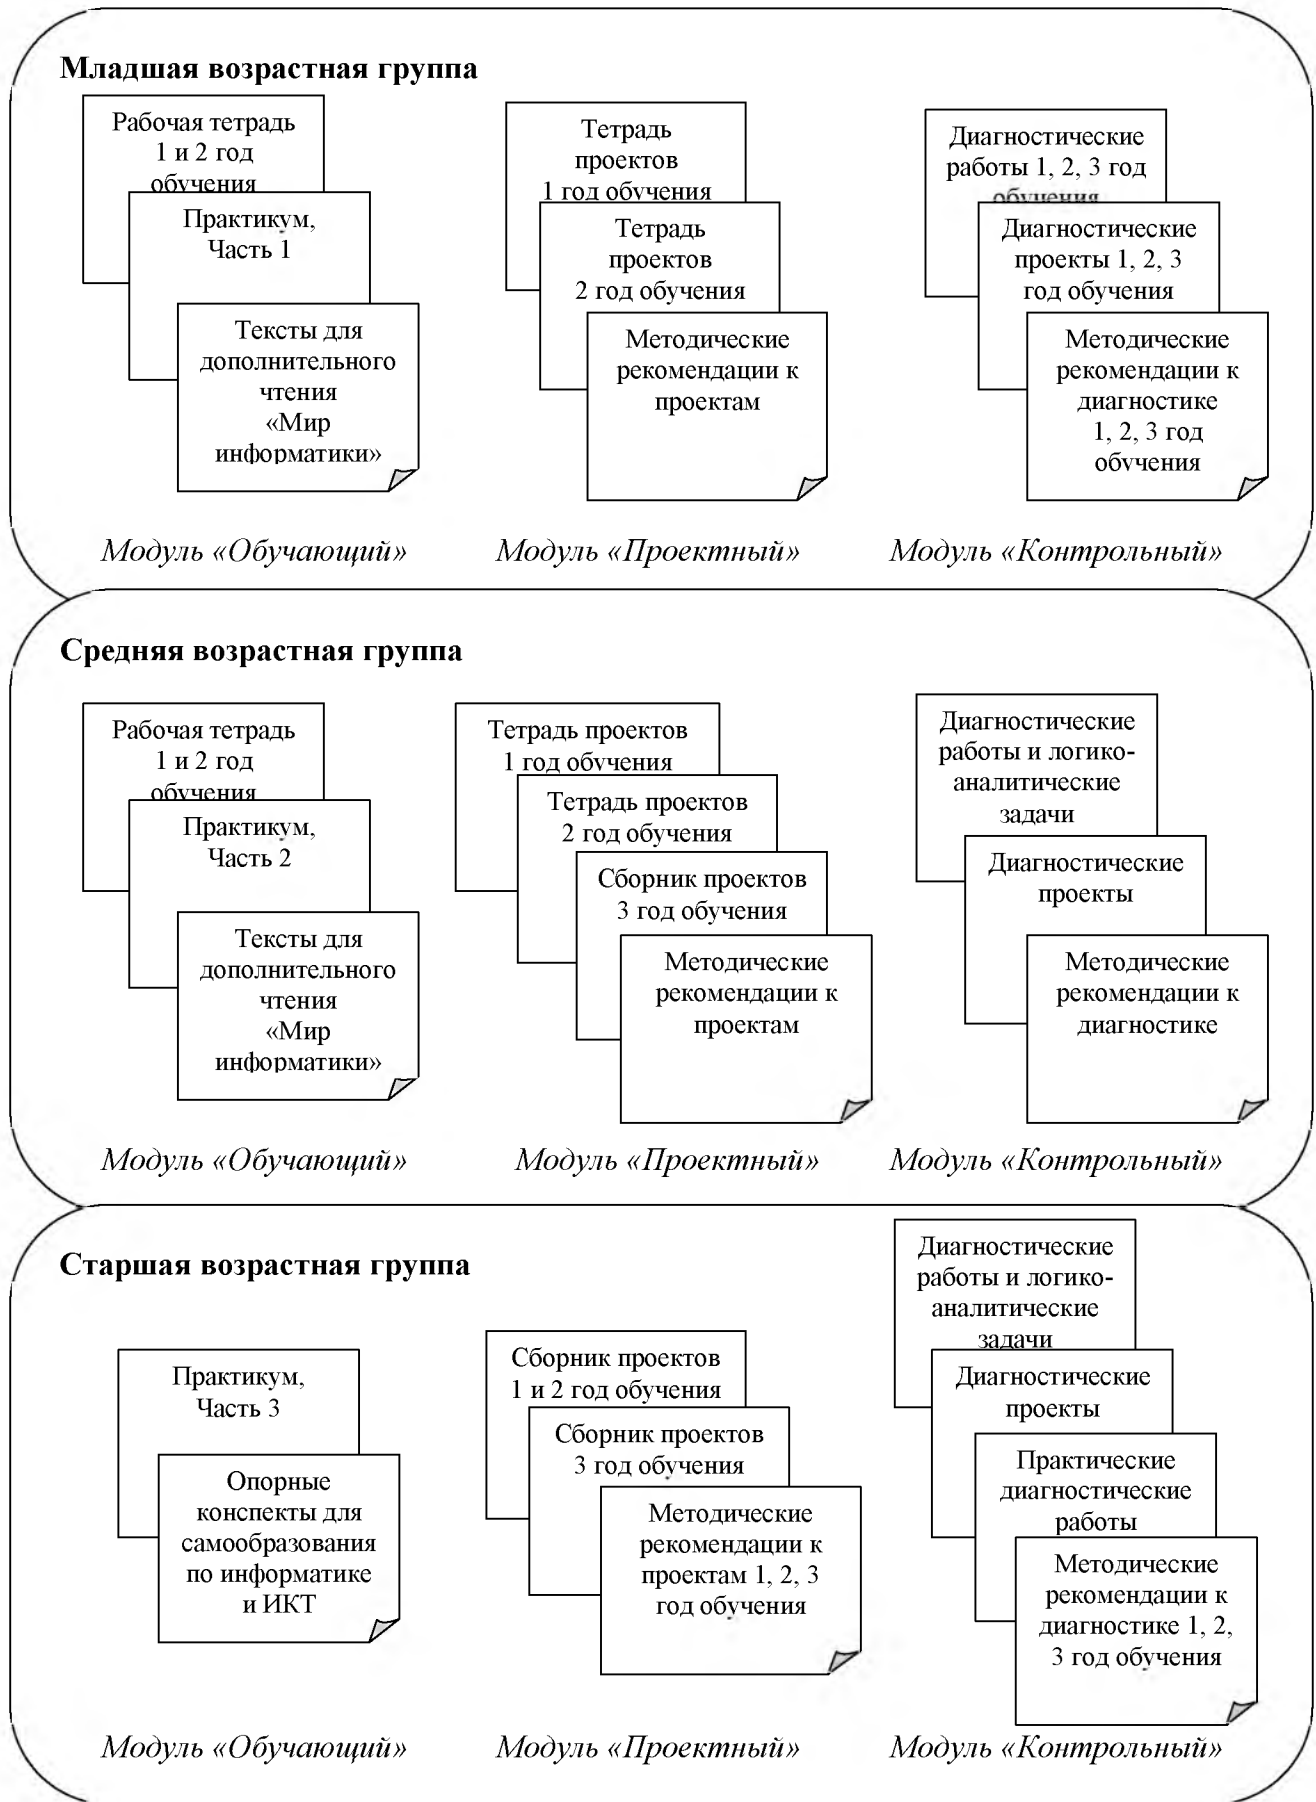 Младшая возрастная группа
Рабочая тетрадь
1 и 2 год
обучения
Практикум,
Часть 1
Тексты для
дополнительного
чтения
«Мир
информатики»
Модуль «Обучающий»
Тетрадь
проектов
1 год обучения
Тетрадь
проектов
2 год обучения
Методические
рекомендации к
проектам
Модуль «Проектный»
Диагностические
работы 1, 2, 3 год
обучения
Диагностические
проекты 1, 2, 3
год обучения
Методические
рекомендации к
диагностике
1, 2, 3 год
обучения
Модуль «Контрольный»
Средняя возрастная группа
Рабочая тетрадь
1 и 2 год
обучения
Практикум,
Часть 2
Тексты для
дополнительного
чтения
«Мир
информатики»
Модуль «Обучающий»
Тетрадь проектов
1 год обучения
Тетрадь проектов
2 год обучения
Сборник проектов
3 год обучения
Методические
рекомендации к
проектам
Модуль «Проектный»
Диагностические
работы и логико-
аналитические
задачи
Диагностические
проекты
Методические
рекомендации к
диагностике
Модуль «Контрольный»
Старшая возрастная группа
Практикум,
Часть 3
Опорные
конспекты для
самообразования
по информатике
и ИКТ
Модуль «Обучающий»
Сборник проектов
1 и 2 год обучения
Сборник проектов
3 год обучения
Методические
рекомендации к
проектам 1, 2, 3
год обучения
Модуль «Проектный»
Диагностические
работы и логико-
аналитические
задачи
Диагностические
проекты
Практические
диагностические
работы
Методические
рекомендации к
диагностике 1, 2,
3 год обучения
Модуль «Контрольный»